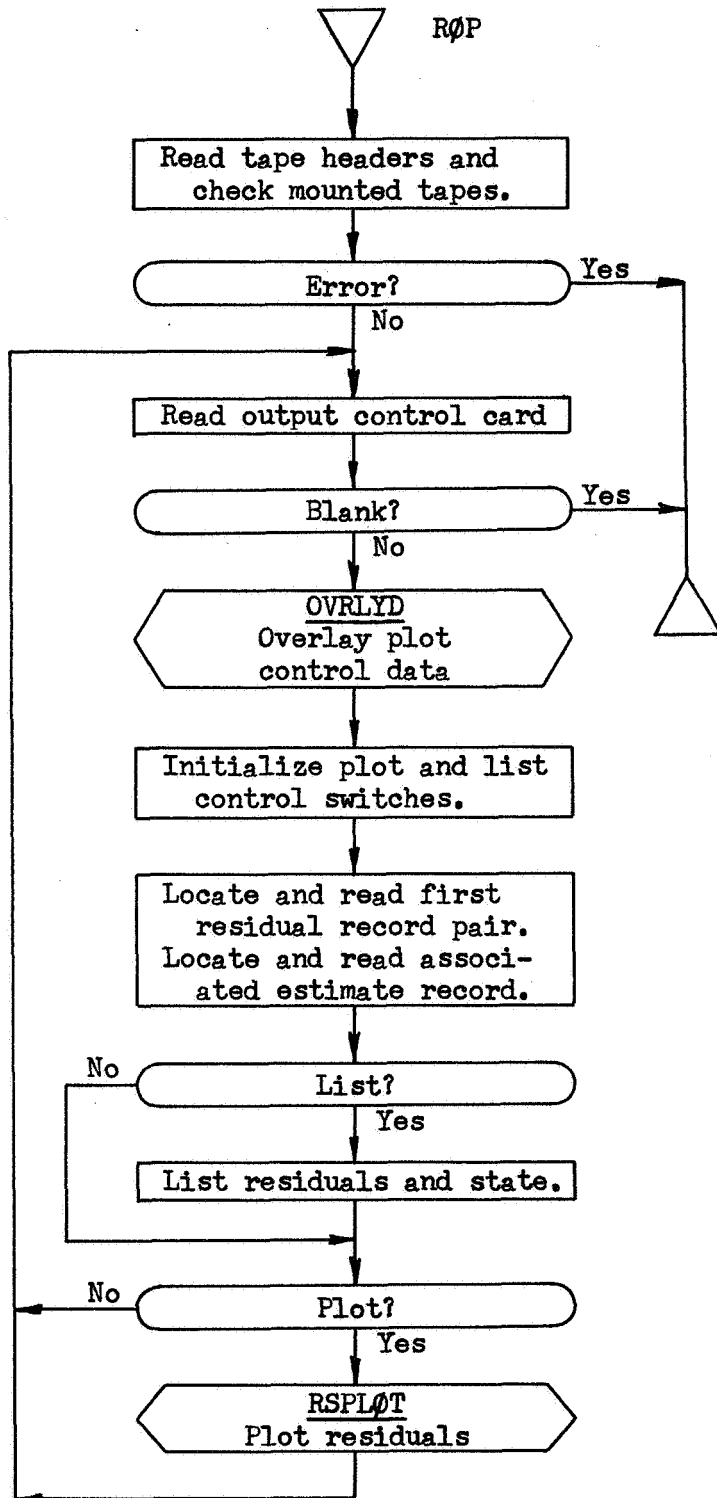 RØP
Read tape headers and
check mounted tapes.
Error?
Yes
No
Read output control card
Blank?
Yes
No
OVRLYD
Overlay plot
control data
Initialize plot and list
control switches.
Locate and read first
residual record pair.
Locate and read associ-
ated estimate record.
No
List?
Yes
List residuals and state.
No
Plot?
Yes
RSPLØT
Plot residuals